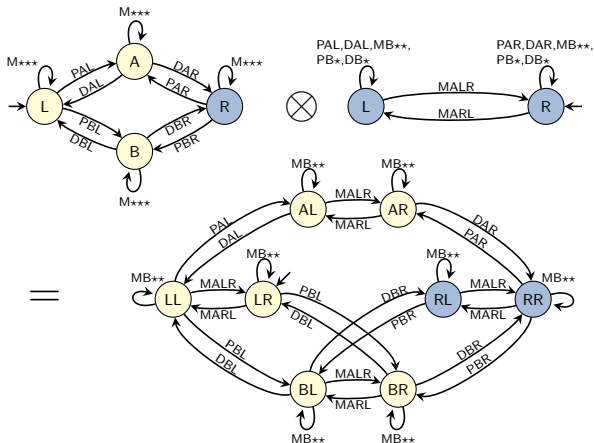 M⋆⋆⋆
A
PAL
DAL
DAR
PAR
M⋆⋆⋆
M⋆⋆⋆
L
R
PBL
DBL
DBR
PBR
B
M⋆⋆⋆
⊗
PAL,DAL,MB⋆⋆,
PB⋆,DB⋆
PAR,DAR,MB⋆⋆,
PB⋆,DB⋆
L
MALR
MARL
R
=
MB⋆⋆
MB⋆⋆
AL
MALR
MARL
AR
PAL
DAL
DAR
PAR
MB⋆⋆
MB⋆⋆
MB⋆⋆
MB⋆⋆
LL
MALR
MARL
LR
PBL
DBL
DBR
PBR
RL
MALR
MARL
RR
PBL
DBL
DBR
PBR
BL
MALR
MARL
BR
MB⋆⋆
MB⋆⋆